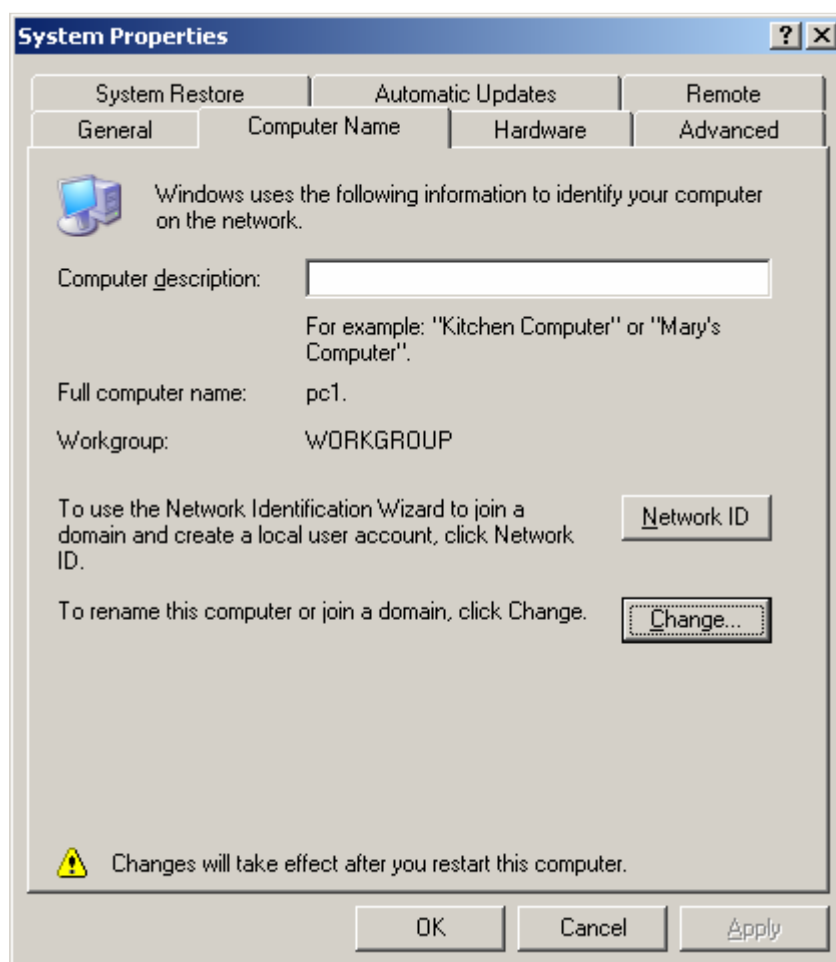 System Properties
System Restore
Automatic Updates
Remote
General
Computer Name
Hardware
Advanced
Windows uses the following information to identify your computer
on the network.
Computer description:
For example: "Kitchen Computer" or "Mary's
Computer".
Full computer name: pc1.
Workgroup: WORKGROUP
To use the Network Identification Wizard to join a
domain and create a local user account, click Network
ID.
Network ID
To rename this computer or join a domain, click Change.
Change...
Changes will take effect after you restart this computer.
OK
Cancel
Apply